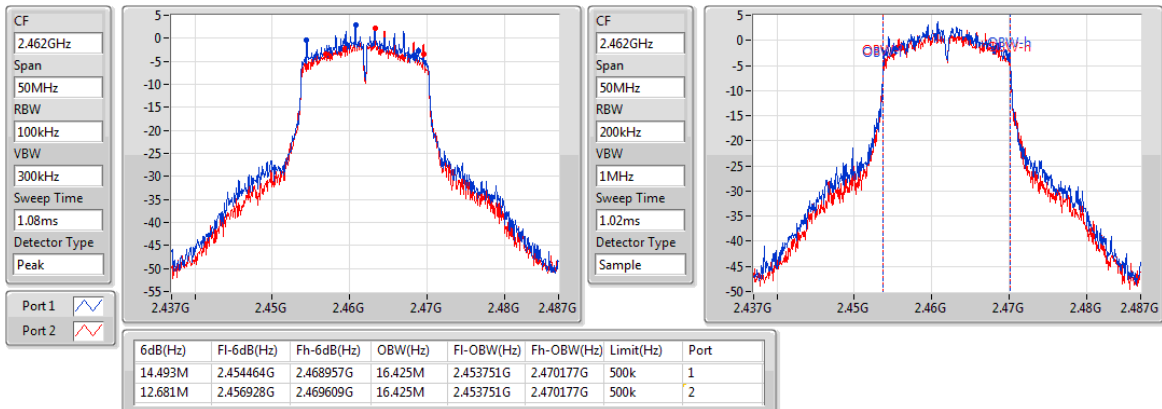 CF
2.462GHz
Span
50MHz
RBW
100kHz
VBW
300kHz
Sweep Time
1.08ms
Detector Type
Peak
Port 1
Port 2
5
0
-5
-10
-15
-20
-25
-30
-35
-40
-45
-50
-55
2.437G 2.45G 2.46G 2.47G 2.48G 2.487G
CF
2.462GHz
Span
50MHz
RBW
200kHz
VBW
1MHz
Sweep Time
1.02ms
Detector Type
Sample
5
0
-5
-10
-15
-20
-25
-30
-35
-40
-45
-50
OBW-h
2.437G 2.45G 2.46G 2.47G 2.48G 2.487G
6dB(Hz) Fl-6dB(Hz) Fh-6dB(Hz) OBW(Hz) Fl-OBW(Hz) Fh-OBW(Hz) Limit(Hz) Port
14.493M 2.454464G 2.468957G 16.425M 2.453751G 2.470177G 500k 1
12.681M 2.456928G 2.469609G 16.425M 2.453751G 2.470177G 500k 2